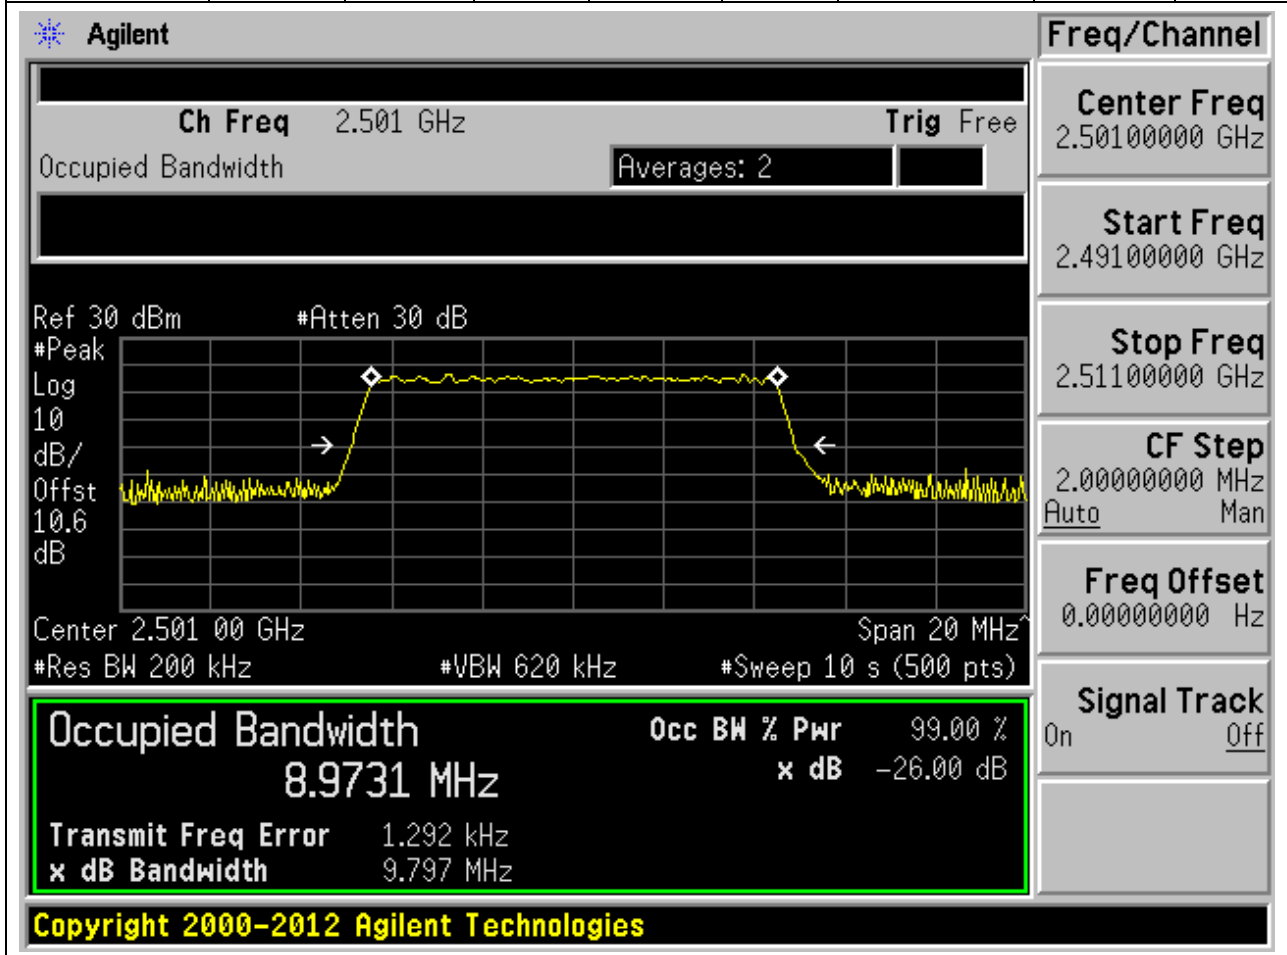 Agilent
Freq/Channel
Ch Freq 2.501 GHz Trig Free
Occupied Bandwidth Averages: 2
Center Freq
2.50100000 GHz
Start Freq
2.49100000 GHz
Stop Freq
2.51100000 GHz
CF Step
2.00000000 MHz
Auto Man
Freq Offset
0.00000000 Hz
Signal Track
On Off
Ref 30 dBm #Atten 30 dB
#Peak
Log
10
dB/
Offst
10.6
dB
Center 2.501 00 GHz Span 20 MHz^
#Res BW 200 kHz #VBW 620 kHz #Sweep 10 s (500 pts)
Occupied Bandwidth
8.9731 MHz
Occ BW % Pwr 99.00 %
x dB -26.00 dB
Transmit Freq Error 1.292 kHz
x dB Bandwidth 9.797 MHz
Copyright 2000-2012 Agilent Technologies